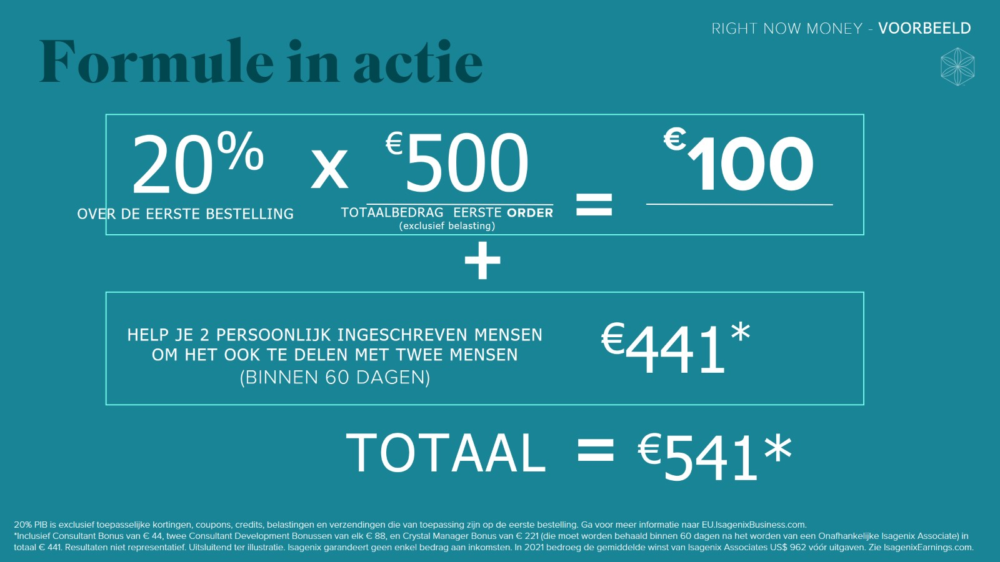 RIGHT NOW MONEY - VOORBEELD
Formule in actie
20% x €500 = €100
OVER DE EERSTE BESTELLING
TOTAALBEDRAG EERSTE ORDER
(exclusief belasting)
+
HELP JE 2 PERSOONLIJK INGESCHREVEN MENSEN
OM HET OOK TE DELEN MET TWEE MENSEN
(BINNEN 60 DAGEN)
€441*
TOTAAL = €541*
20% PIB is exclusief toepasselijke kortingen, coupons, credits, belastingen en verzendingen die van toepassing zijn op de eerste bestelling. Ga voor meer informatie naar EU.IsagenixBusiness.com.
*Inclusief Consultant Bonus van € 44, twee Consultant Development Bonussen van elk € 88, en Crystal Manager Bonus van € 221 (die moet worden behaald binnen 60 dagen na het worden van een Onafhankelijke Isagenix Associate) in
totaal € 441. Resultaten niet representatief. Uitsluitend ter illustratie. Isagenix garandeert geen enkel bedrag aan inkomsten. In 2021 bedroeg de gemiddelde winst van Isagenix Associates US$ 962 vóór uitgaven. Zie IsagenixEarnings.com.